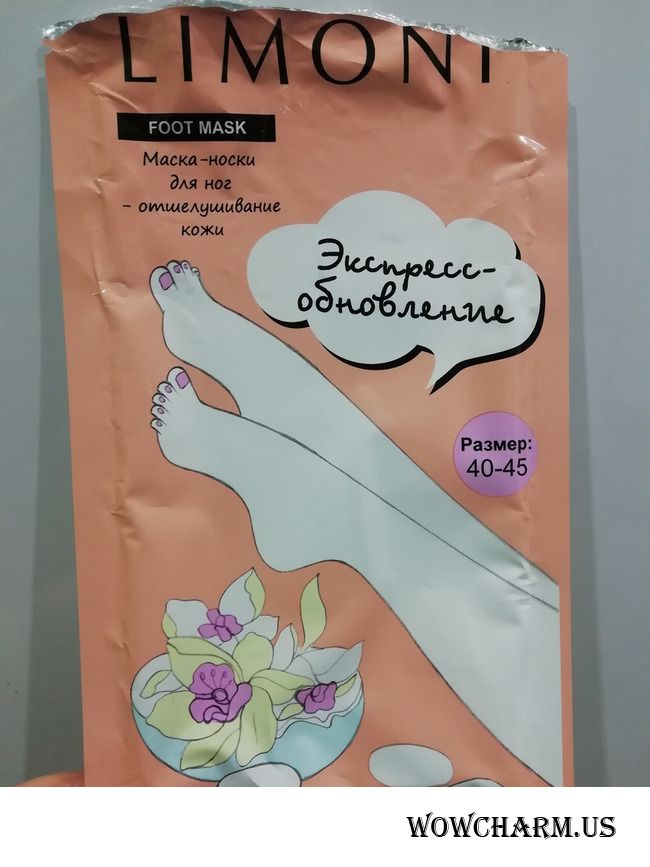 LIMONI
FOOT MASK
Маска-носки
для ног
- отшелушивание
кожи
Экспресс-
обновление
Размер:
40-45
WOWCHARM.US